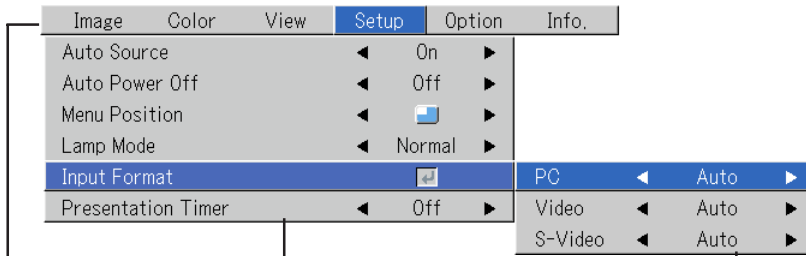 Image Color View Setup Option Info.
Auto Source On
Auto Power Off Off
Menu Position
Lamp Mode Normal
Input Format PC Auto
Presentation Timer Off Video Auto
S-Video Auto